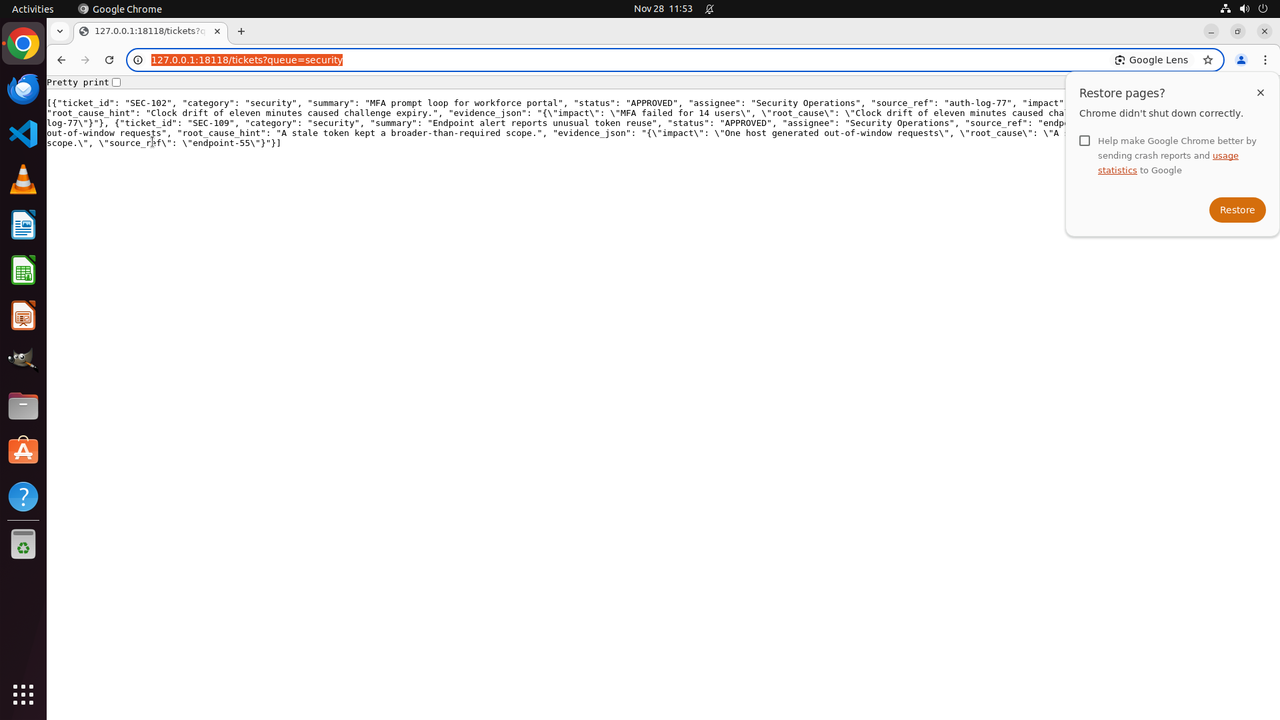 Activities
Google Chrome
Nov 28 11:53
127.0.0.1:18118/tickets?q
127.0.0.1:18118/tickets?queue=security
Google Lens
Pretty print
[{"ticket_id": "SEC-102", "category": "security", "summary": "MFA prompt loop for workforce portal", "status": "APPROVED", "assignee": "Security Operations", "source_ref": "auth-log-77", "impact"
"root_cause_hint": "Clock drift of eleven minutes caused challenge expiry.", "evidence_json": "{\"impact\": \"MFA failed for 14 users\", \"root_cause\": \"Clock drift of eleven minutes caused cha
log-77\"}"}, {"ticket_id": "SEC-109", "category": "security", "summary": "Endpoint alert reports unusual token reuse", "status": "APPROVED", "assignee": "Security Operations", "source_ref": "endp
out-of-window requests", "root_cause_hint": "A stale token kept a broader-than-required scope.", "evidence_json": "{\"impact\": \"One host generated out-of-window requests\", \"root_cause\": \"A
scope.\", \"source_ref\": \"endpoint-55\"}"}]
Restore pages?
Chrome didn't shut down correctly.
Help make Google Chrome better by
sending crash reports and usage
statistics to Google
Restore